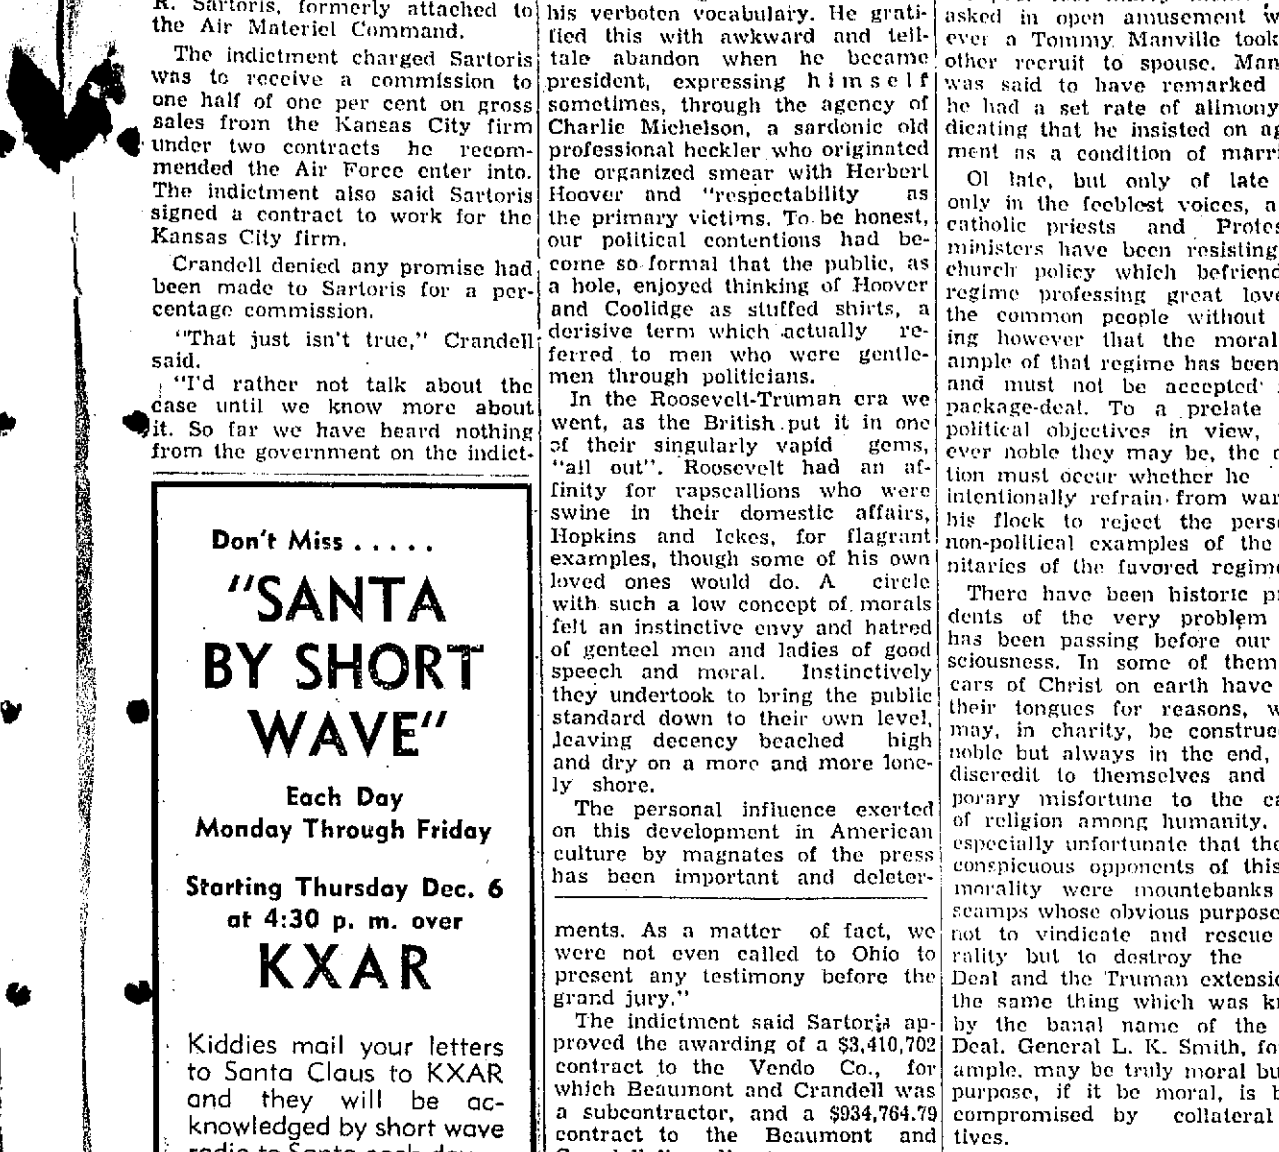 R. Sartoris, formerly attached to
the Air Materiel Command.
The indictment charged Sartoris
was to receive a commission to
one half of one per cent on gross
sales from the Kansas City firm
under two contracts he recom-
mended the Air Force enter into.
The indictment also said Sartoris
signed a contract to work for the
Kansas City firm.
Crandell denied any promise had
been made to Sartoris for a per-
centage commission.
"That just isn't true," Crandell
said.
"I'd rather not talk about the
case until we know more about
it. So far we have heard nothing
from the government on the indict-
Don't Miss . . . . .
"SANTA
BY SHORT
WAVE"
Each Day
Monday Through Friday
Starting Thursday Dec. 6
at 4:30 p. m. over
KXAR
Kiddies mail your letters
to Santa Claus to KXAR
and they will be ac-
knowledged by short wave
radio to Santa each day
his verboten vocabulary. He grati-
fied this with awkward and tell-
tale abandon when he became
president, expressing himself
sometimes, through the agency of
Charlie Michelson, a sardonic old
professional heckler who originated
the organized smear with Herbert
Hoover and "respectability as
the primary victims. To be honest,
our political contentions had be-
come so formal that the public, as
a hole, enjoyed thinking of Hoover
and Coolidge as stuffed shirts, a
derisive term which actually re-
ferred to men who were gentle-
men through politicians.
In the Roosevelt-Truman era we
went, as the British put it in one
of their singularly vapid gems,
"all out". Roosevelt had an af-
finity for rapscallions who were
swine in their domestic affairs,
Hopkins and Ickes, for flagrant
examples, though some of his own
loved ones would do. A circle
with such a low concept of morals
felt an instinctive envy and hatred
of genteel men and ladies of good
speech and moral. Instinctively
they undertook to bring the public
standard down to their own level,
leaving decency beached high
and dry on a more and more lone-
ly shore.
The personal influence exerted
on this development in American
culture by magnates of the press
has been important and deleter-
ments. As a matter of fact, we
were not even called to Ohio to
present any testimony before the
grand jury."
The indictment said Sartoris ap-
proved the awarding of a $3,410,702
contract to the Vendo Co., for
which Beaumont and Crandell was
a subcontractor, and a $934,764.79
contract to the Beaumont and
asked in open amusement
ever a Tommy Manville took
other recruit to spouse. Man
was said to have remarked
he had a set rate of alimony
dicating that he insisted on ag
ment as a condition of marri
Of late, but only of late
only in the feeblest voices, a
catholic priests and Protes
ministers have been resisting
church policy which befriend
regime professing great love
the common people without
ing however that the moral
ample of that regime has been
and must not be accepted
package-deal. To a prelate
political objectives in view,
ever noble they may be, the
tion must occur whether he
intentionally refrain from war
his flock to reject the perso
non-political examples of the
nitaries of the favored regime
There have been historic p
dents of the very problem
has been passing before our
sciousness. In some of them
cars of Christ on earth have
their tongues for reasons, w
may, in charity, be construe
noble but always in the end,
discredit to themselves and
porary misfortune to the ca
of religion among humanity.
especially unfortunate that the
conspicuous opponents of this
morality were mountebanks
scamps whose obvious purpose
not to vindicate and rescue
rality but to destroy the
Deal and the Truman extensio
the same thing which was k
by the banal name of the
Deal. General L. K. Smith, fo
ample, may be truly moral bu
purpose, if it be moral, is b
compromised by collateral
tives.